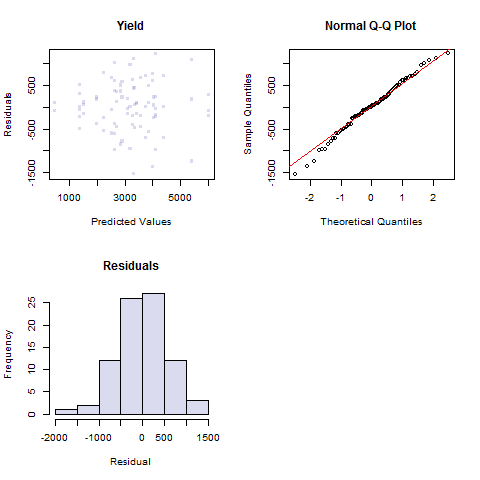 Yield
Residuals
500
-500
-1500
1000
3000
5000
Predicted Values
Normal Q-Q Plot
Sample Quantiles
500
-500
-1500
-2
-1
0
1
2
Theoretical Quantiles
Residuals
Frequency
25
20
15
10
5
0
-2000
-1000
0
500
1500
Residual